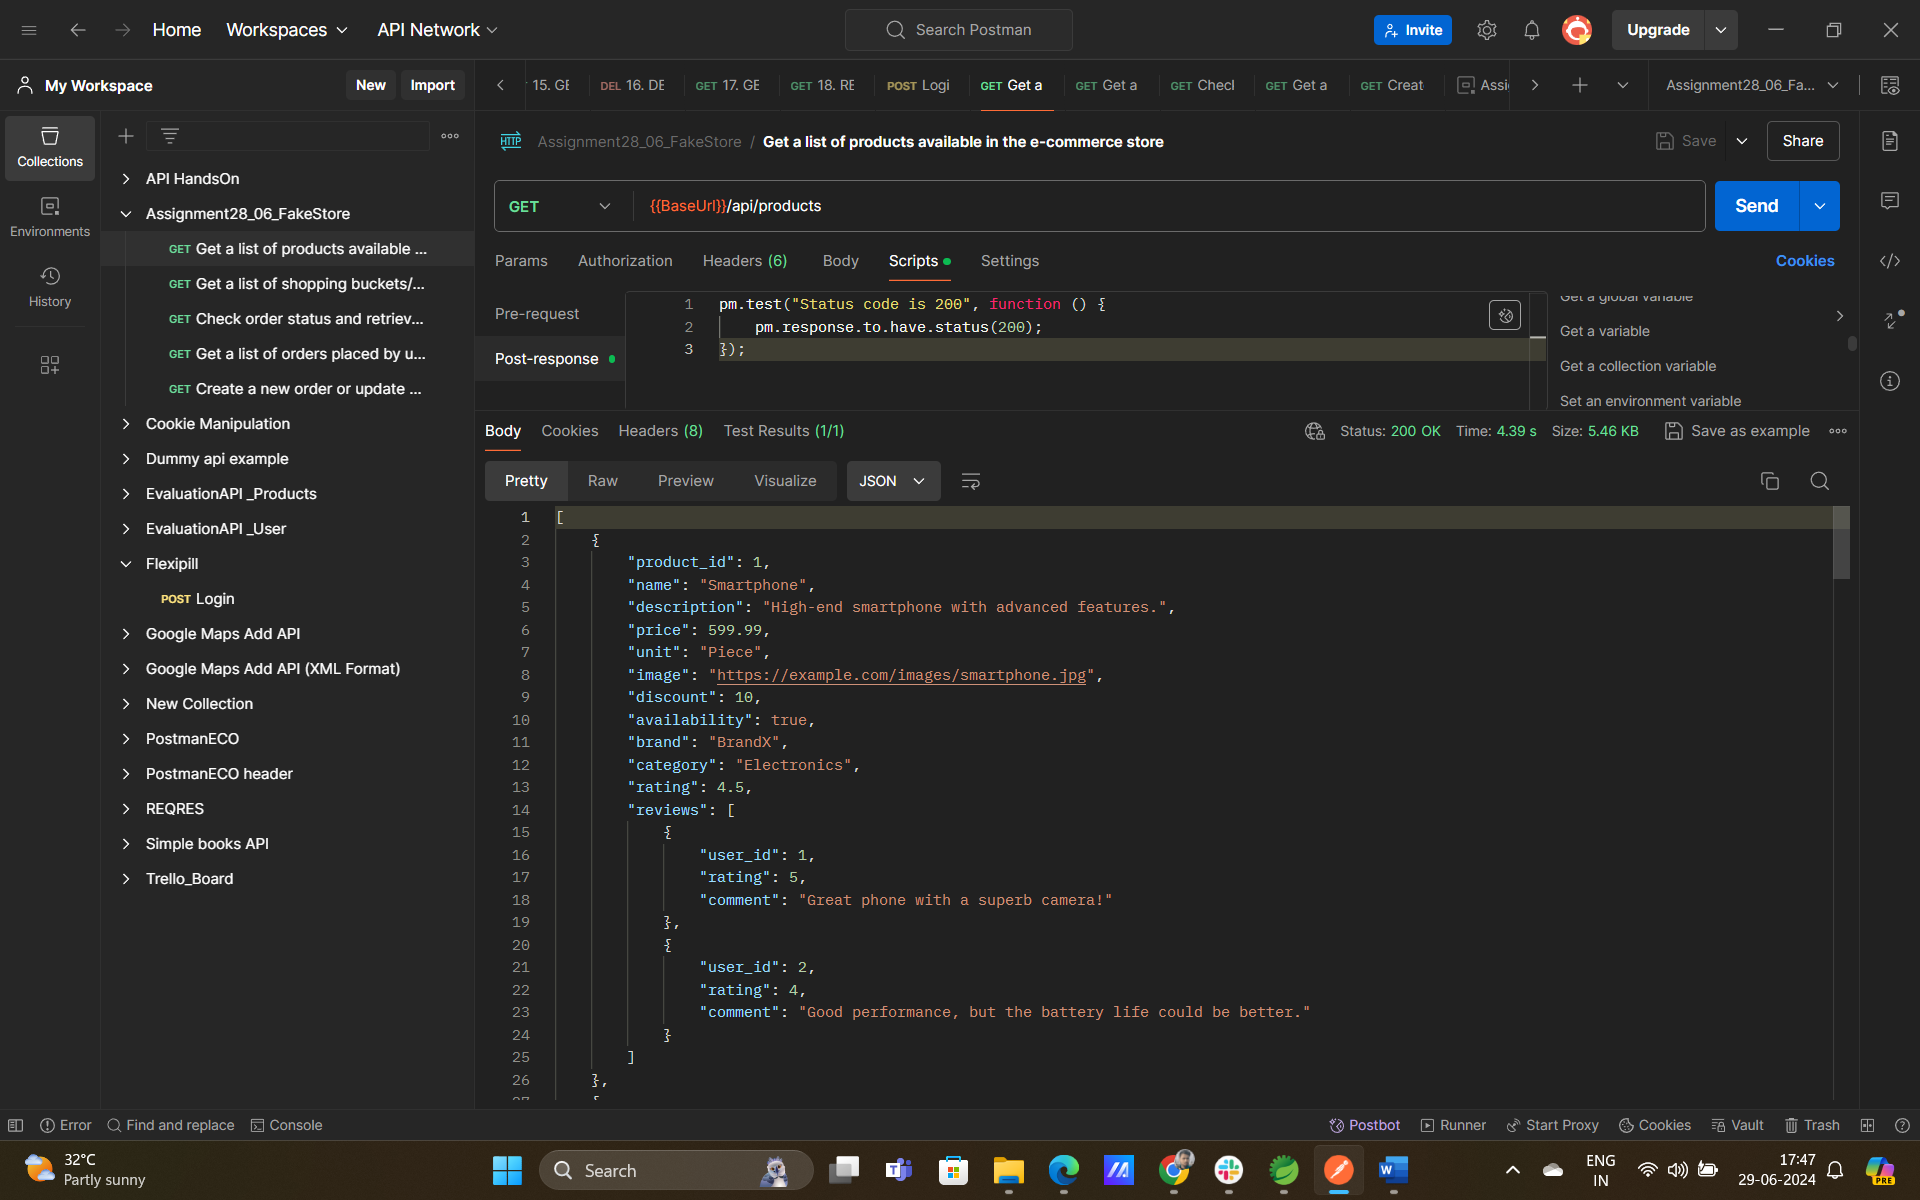 Home Workspaces API Network Search Postman Invite Upgrade
My Workspace New Import
15. GE DEL 16. DE GET 17. GE GET 18. RE POST Logi GET Get a GET Get a GET Checl GET Get a GET Creat Assi Assignment28_06_Fa...
Collections
Environments
History
API HandsOn
Assignment28_06_FakeStore
GET Get a list of products available ...
GET Get a list of shopping buckets/...
GET Check order status and retriev...
GET Get a list of orders placed by u...
GET Create a new order or update ...
Cookie Manipulation
Dummy api example
EvaluationAPI _Products
EvaluationAPI _User
Flexipill
POST Login
Google Maps Add API
Google Maps Add API (XML Format)
New Collection
PostmanECO
PostmanECO header
REQRES
Simple books API
Trello_Board
HTTP Assignment28_06_FakeStore / Get a list of products available in the e-commerce store Save Share
GET {{BaseUrl}}/api/products Send
Params Authorization Headers (6) Body Scripts Settings Cookies
Pre-request
Post-response
1 pm.test("Status code is 200", function () {
2 pm.response.to.have.status(200);
3 });
Get a global variable
Get a variable
Get a collection variable
Set an environment variable
Body Cookies Headers (8) Test Results (1/1) Status: 200 OK Time: 4.39 s Size: 5.46 KB Save as example
Pretty Raw Preview Visualize JSON
1 [
2 {
3 "product_id": 1,
4 "name": "Smartphone",
5 "description": "High-end smartphone with advanced features.",
6 "price": 599.99,
7 "unit": "Piece",
8 "image": "https://example.com/images/smartphone.jpg",
9 "discount": 10,
10 "availability": true,
11 "brand": "BrandX",
12 "category": "Electronics",
13 "rating": 4.5,
14 "reviews": [
15 {
16 "user_id": 1,
17 "rating": 5,
18 "comment": "Great phone with a superb camera!"
19 },
20 {
21 "user_id": 2,
22 "rating": 4,
23 "comment": "Good performance, but the battery life could be better."
24 }
25 ]
26 },
27 {
Error Find and replace Console Postbot Runner Start Proxy Cookies Vault Trash
32°C
Partly sunny
Search
ENG
IN
17:47
29-06-2024
PRE